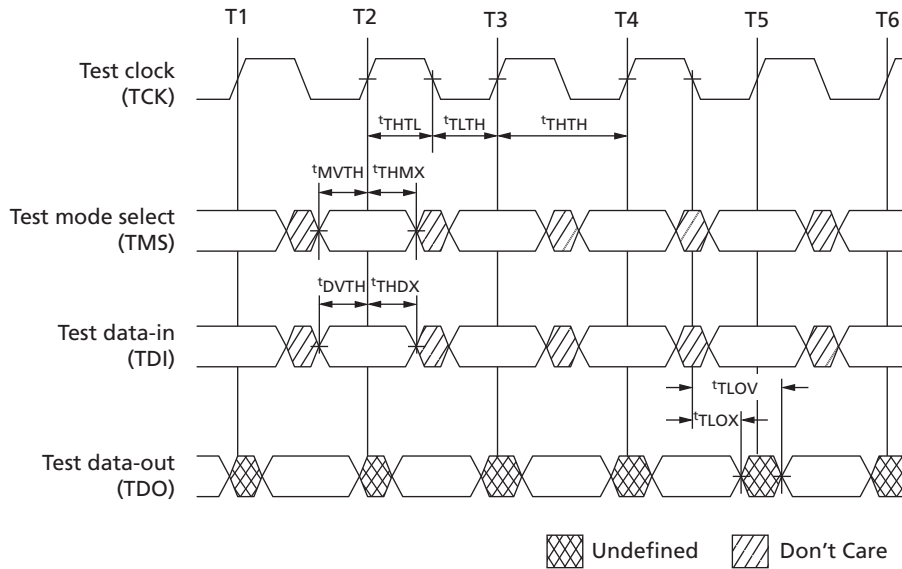 T1 T2 T3 T4 T5 T6
Test clock
(TCK)
tTHTL tTLTH tTHTH
tMVTH tTHMX
Test mode select
(TMS)
tDVTH tTHDX
Test data-in
(TDI)
tTLOV
tTLOX
Test data-out
(TDO)
Undefined Don't Care